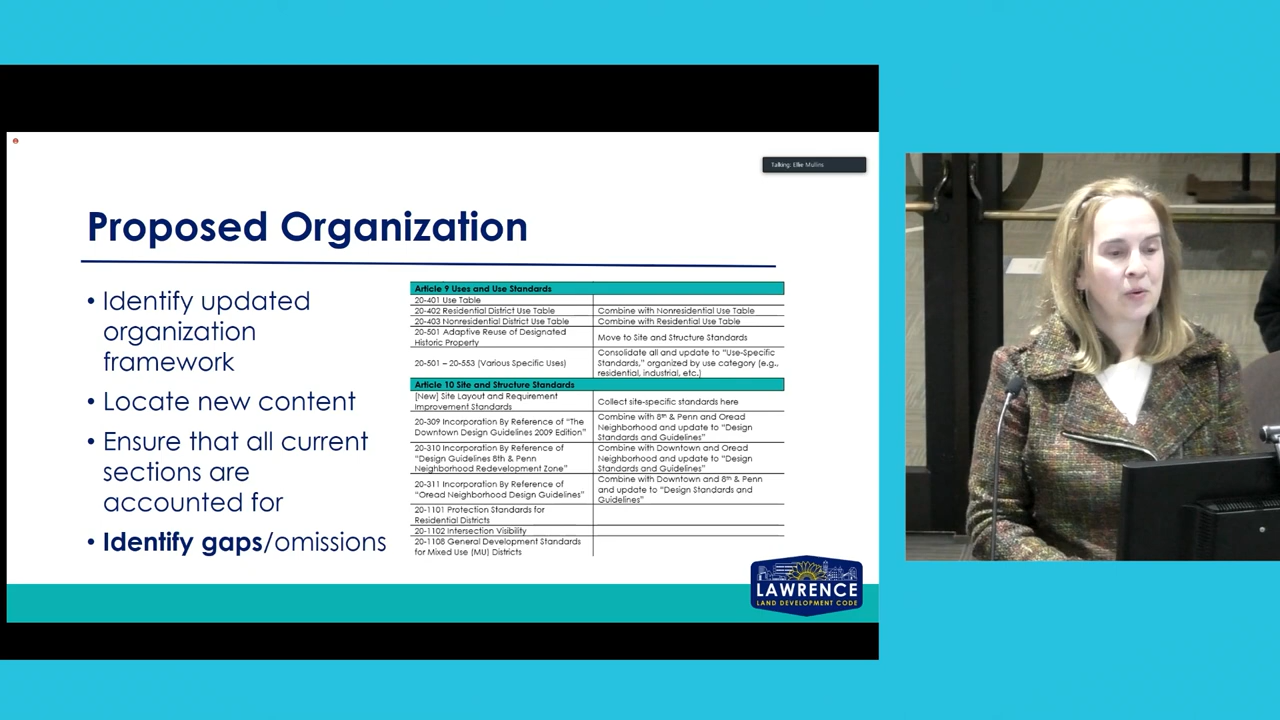 Talking: Ellie Mullins
Proposed Organization
• Identify updated
organization
framework
• Locate new content
• Ensure that all current
sections are
accounted for
• Identify gaps/omissions
Article 9 Uses and Use Standards
20-401 Use Table
20-402 Residential District Use Table
Combine with Nonresidential Use Table
20-403 Nonresidential District Use Table
Combine with Residential Use Table
20-501 Adaptive Reuse of Designated
Historic Property
Move to Site and Structure Standards
20-501 – 20-553 (Various Specific Uses)
Consolidate all and update to “Use-Specific
Standards,” organized by use category (e.g.,
residential, industrial, etc.)
Article 10 Site and Structure Standards
[New] Site Layout and Requirement
Improvement Standards
Collect site-specific standards here
20-309 Incorporation By Reference of “The
Downtown Design Guidelines 2009 Edition”
Combine with 8th & Penn and Oread
Neighborhood and update to “Design
Standards and Guidelines”
20-310 Incorporation By Reference of
“Design Guidelines 8th & Penn
Neighborhood Redevelopment Zone”
Combine with Downtown and Oread
Neighborhood and update to “Design
Standards and Guidelines”
20-311 Incorporation By Reference of
“Oread Neighborhood Design Guidelines”
Combine with Downtown and 8th & Penn
and update to “Design Standards and
Guidelines”
20-1101 Protection Standards for
Residential Districts
20-1102 Intersection Visibility
20-1108 General Development Standards
for Mixed Use (MU) Districts
LAWRENCE
LAND DEVELOPMENT CODE